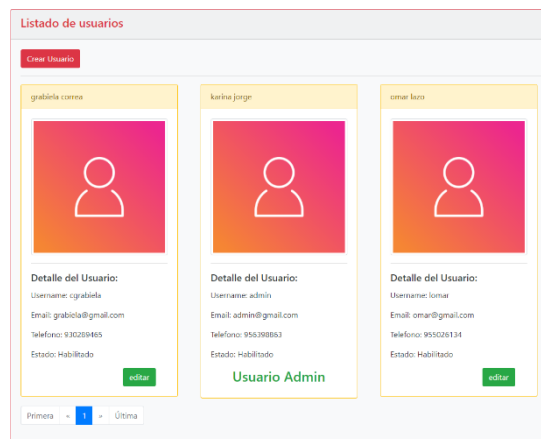 Listado de usuarios
Crear Usuario
grabiela correa
Detalle del Usuario:
Username: cgrabiela
Email: grabiela@gmail.com
Telefono: 930289465
Estado: Habilitado
editar
karina jorge
Detalle del Usuario:
Username: admin
Email: admin@gmail.com
Telefono: 956398863
Estado: Habilitado
Usuario Admin
omar lazo
Detalle del Usuario:
Username: lomar
Email: omar@gmail.com
Telefono: 955026134
Estado: Habilitado
editar
Primera « 1 » Última